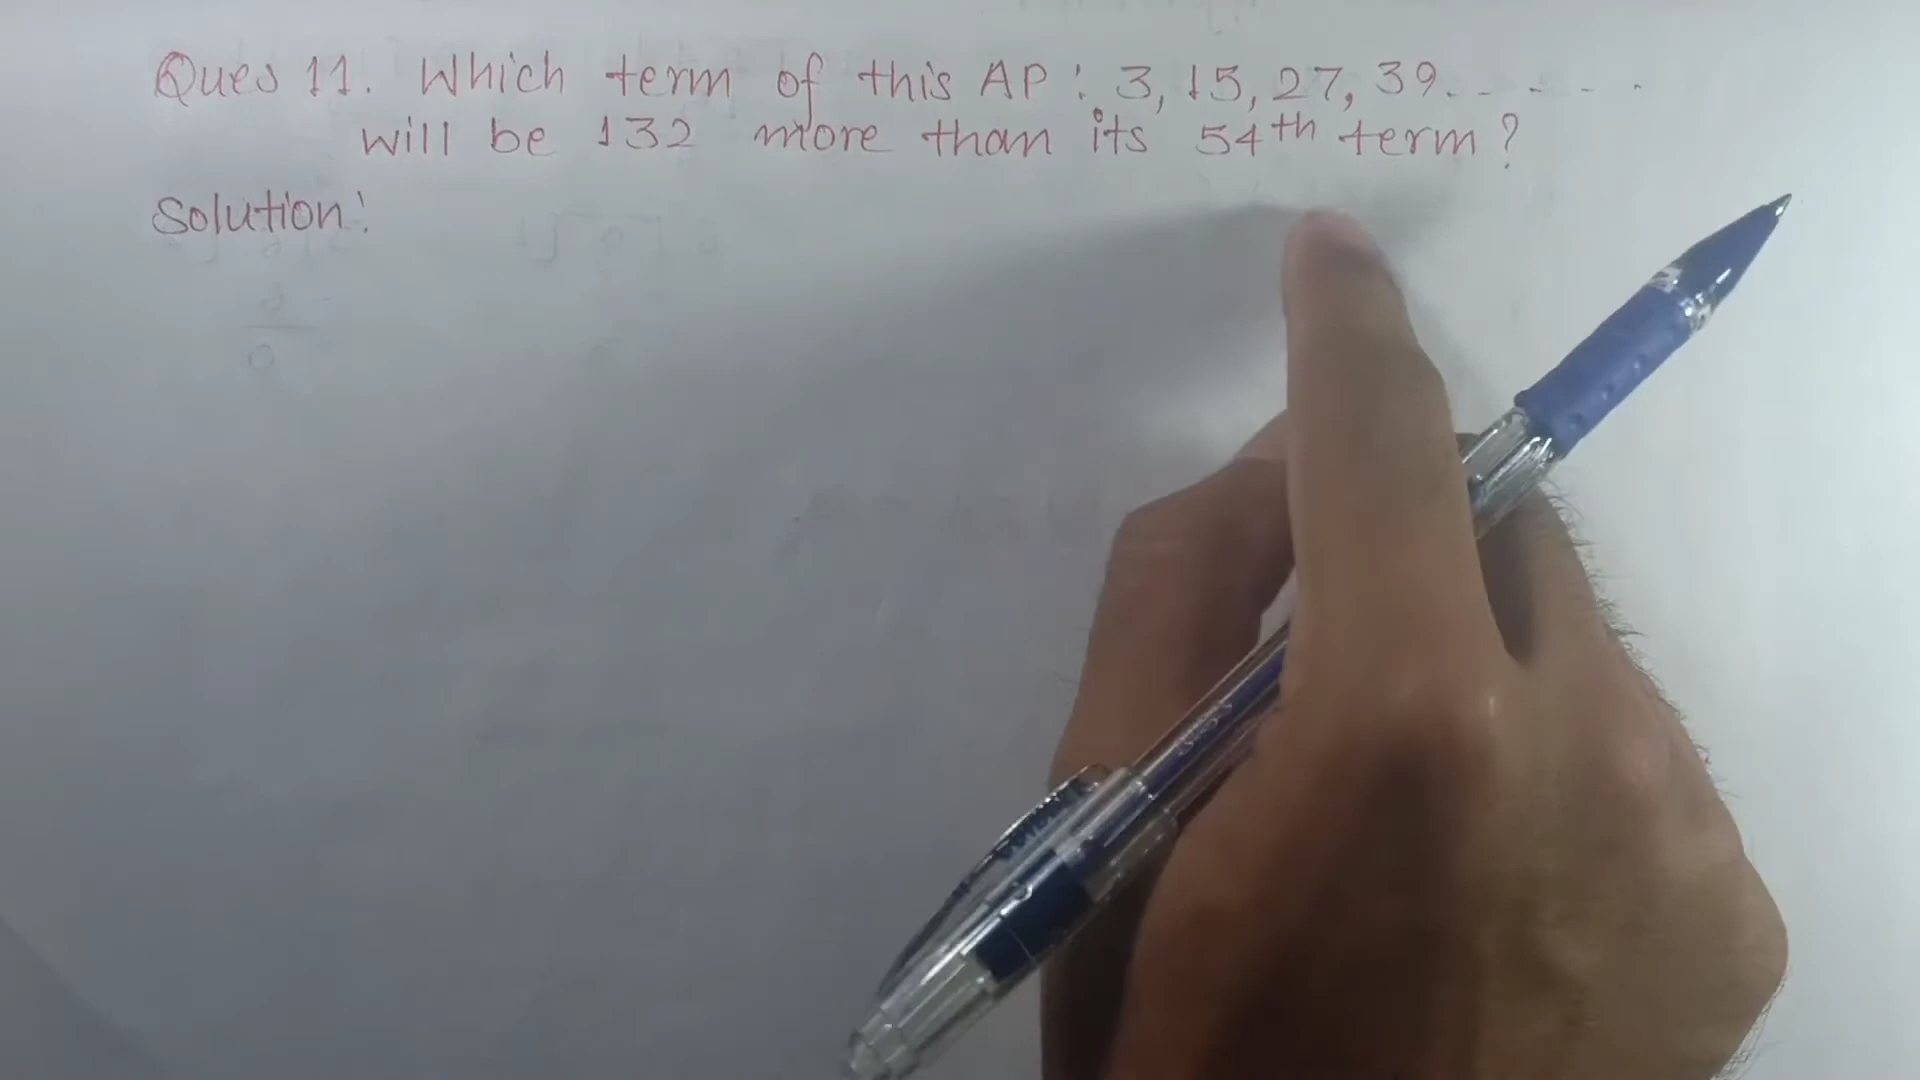 Ques 11. Which term of this AP: 3, 15, 27, 39......
will be 132 more than its 54th term?
Solution: